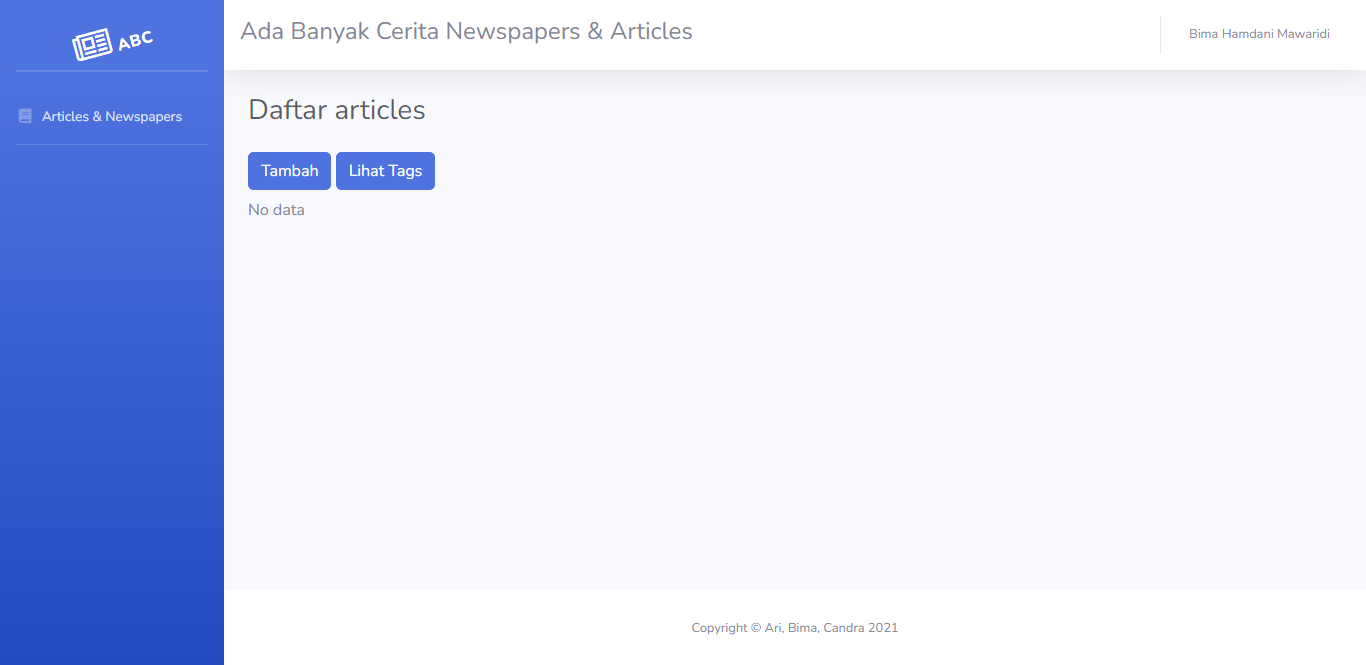 ABC
Ada Banyak Cerita Newspapers & Articles
Bima Hamdani Mawaridi
Articles & Newspapers
Daftar articles
Tambah
Lihat Tags
No data
Copyright © Ari, Bima, Candra 2021